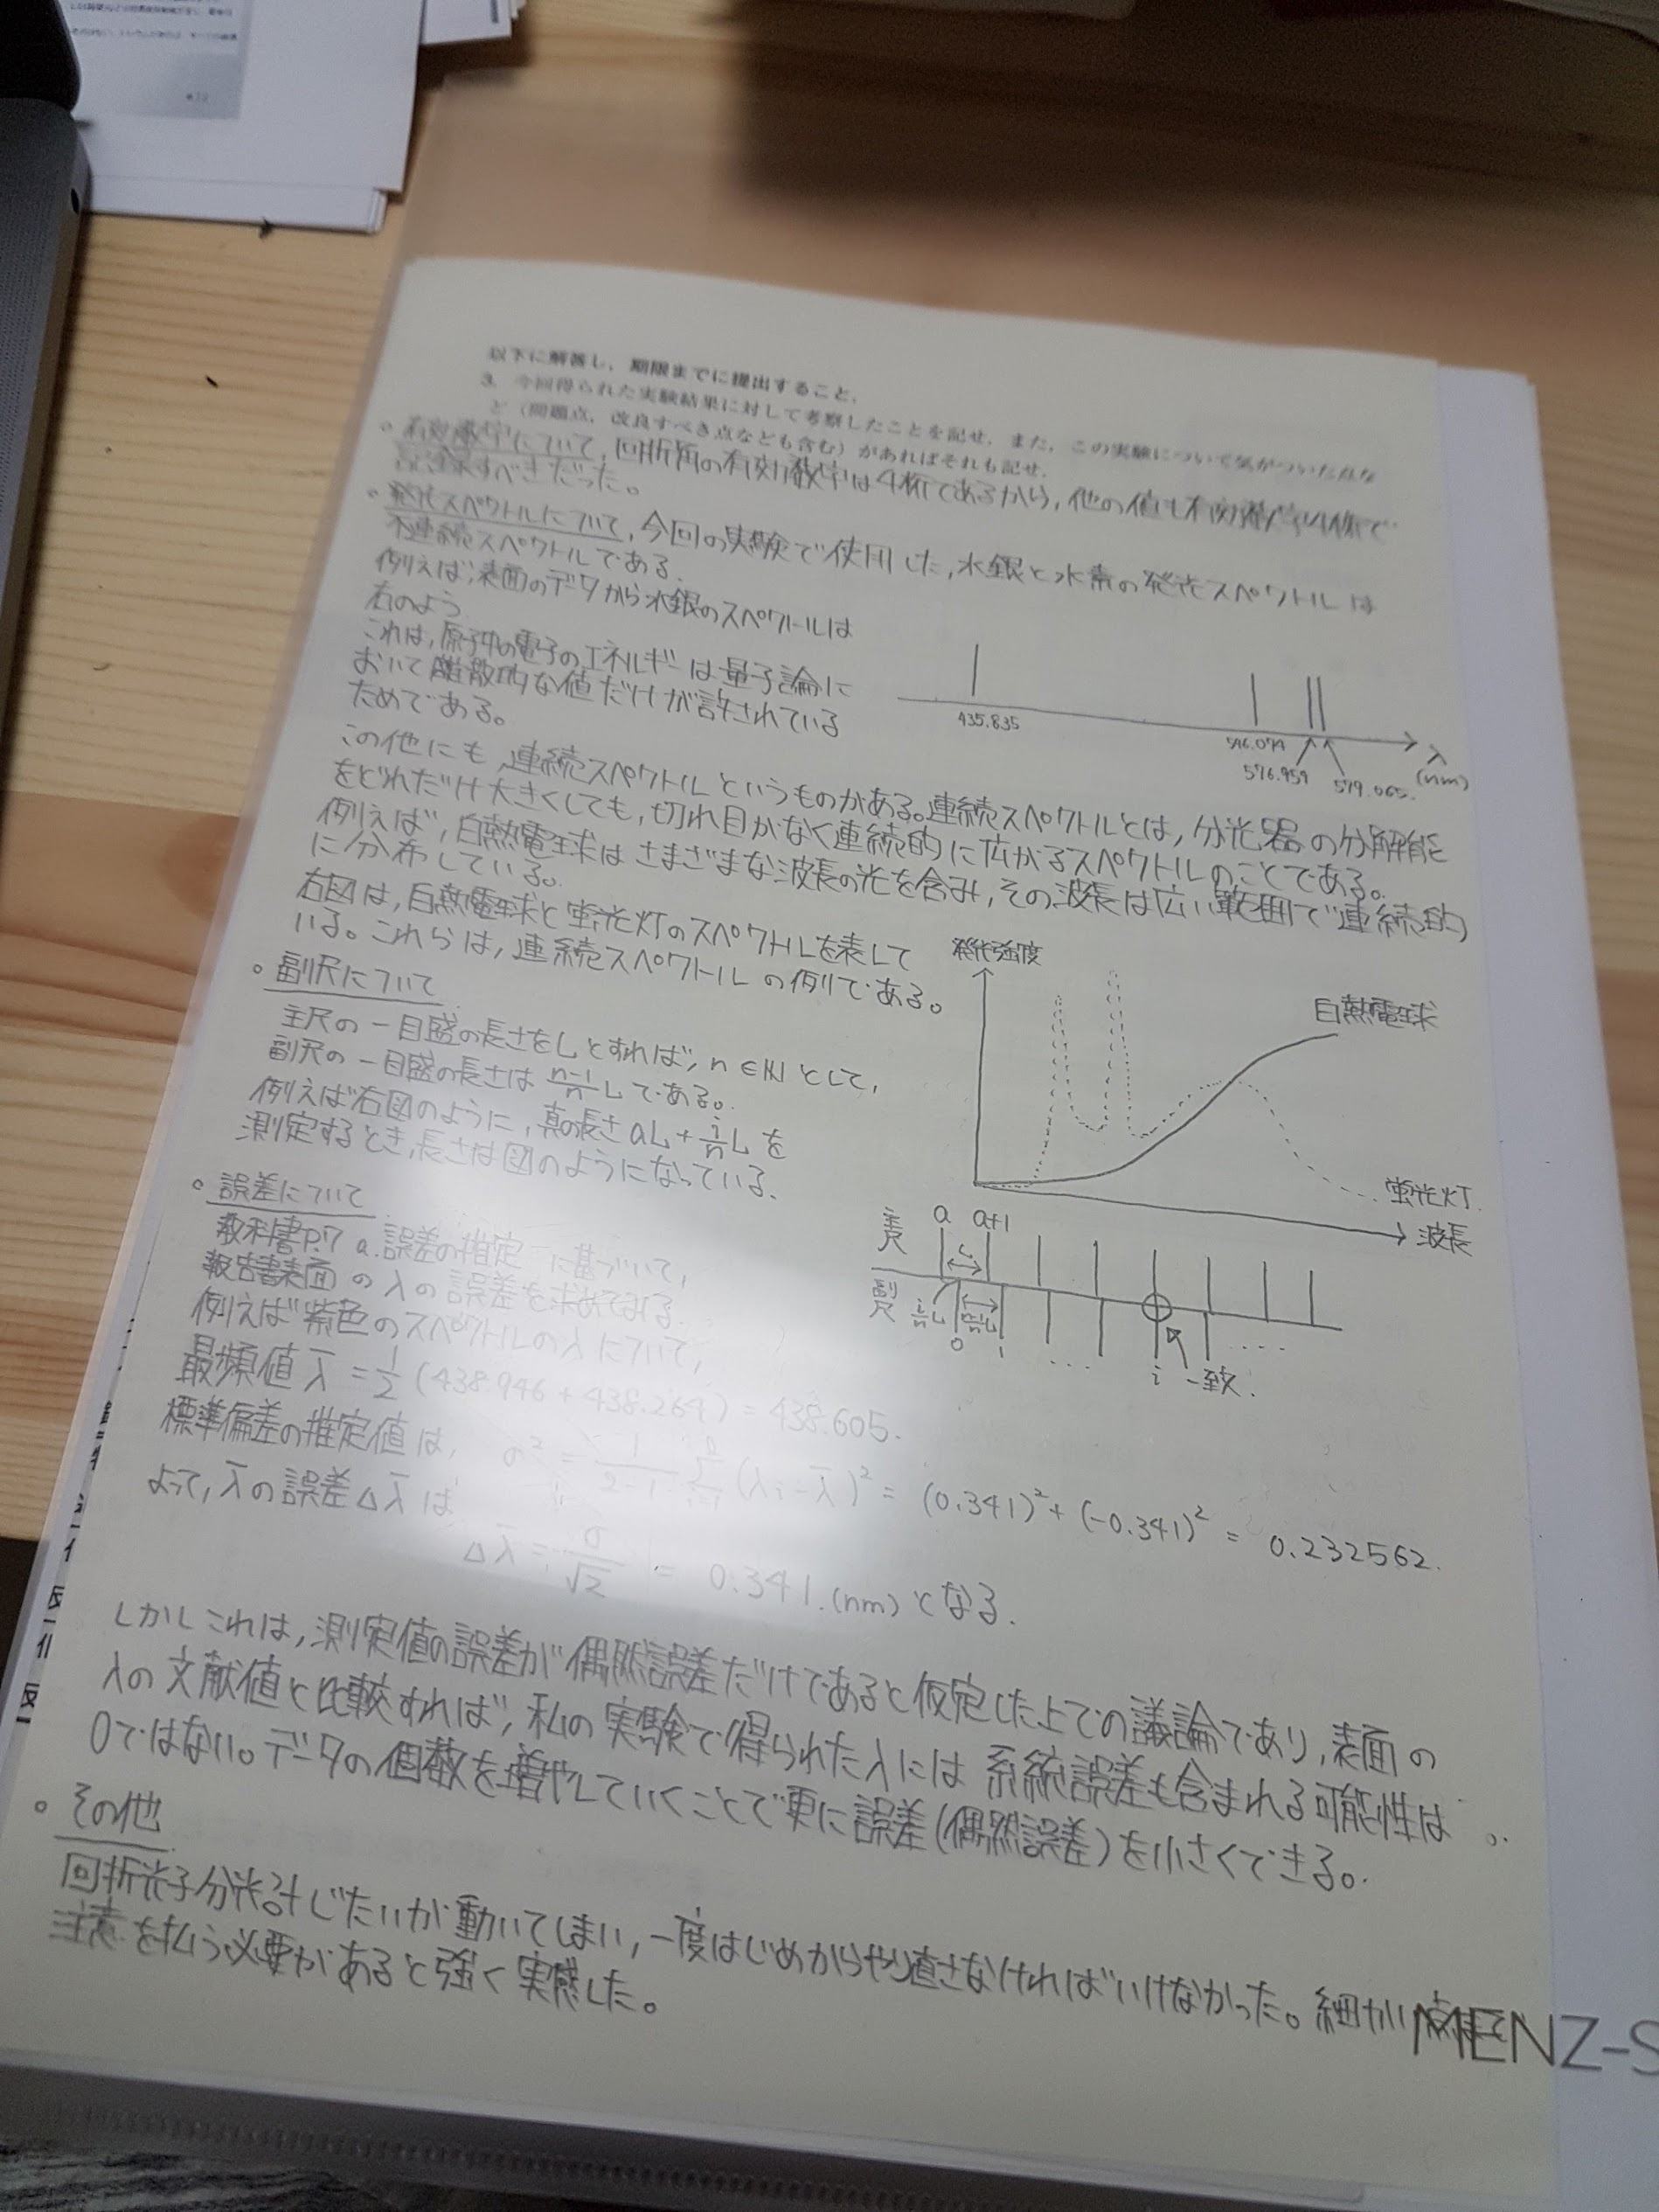 以下に解答し，期限までに提出すること．
3. 今回得られた実験結果に対して考察したことを記せ．また，この実験について気がついた点な
ど（問題点，改良すべき点なども含む）があればそれも記せ．
○ 有効数字について，回折角の有効数字は4桁であるから，他の値も有効数字4桁で
記録すべきだった。
○ 発光スペクトルについて，今回の実験で使用した，水銀と水素の発光スペクトルは
不連続スペクトルである．
例えば，表面のデータから水銀のスペクトルは
右のよう
これは，原子中の電子のエネルギーは量子論に
おいて離散的な値だけが許されている
ためである。
435.835
546.074
576.959
579.065.
λ
(nm)
この他にも，連続スペクトルというものがある。連続スペクトルとは，分光器の分解能
をどれだけ大きくしても，切れ目がなく連続的に広がるスペクトルのことである。
例えば，白熱電球はさまざまな波長の光を含み，その波長は広い範囲で連続的
に分布している。
右図は，白熱電球と蛍光灯のスペクトルを表して
いる。これらは，連続スペクトルの例である。
発光強度
白熱電球
蛍光灯.
波長
○ 副尺について
主尺の一目盛の長さをLとすれば，n∈ℕとして，
副尺の一目盛の長さは n-1/n Lである。
例えば右図のように，真の長さ aL + i/n L を
測定するとき，長さは図のようになっている．
主尺 a a+1
L
副尺 i/n L n-1/n L
0 1 ... i ....
一致.
○ 誤差について
教科書P.7 a.誤差の推定 に基づいて，
報告書表面のλの誤差を求めてみる．
例えば紫色のスペクトルのλについて，
最頻値 λ̄ = 1/2 (438.946 + 438.264) = 438.605.
標準偏差の推定値は， σ² = 1/2-1 Σ (λi - λ̄)² = (0.341)² + (-0.341)² = 0.232562.
よって，λ̄の誤差Δλ̄は
Δλ̄ = σ/√2 = 0.341.(nm)となる．
しかしこれは，測定値の誤差が偶然誤差だけであると仮定した上での議論であり，表面の
λの文献値と比較すれば，私の実験で得られたλには系統誤差も含まれる可能性は
0ではない。データの個数を増やしていくことで更に誤差(偶然誤差)を小さくできる。
○ その他
回折光子分光計じたいが動いてしまい，一度はじめからやり直さなければいけなかった。細かい点まで
注意を払う必要があると強く実感した。
MENZ-S